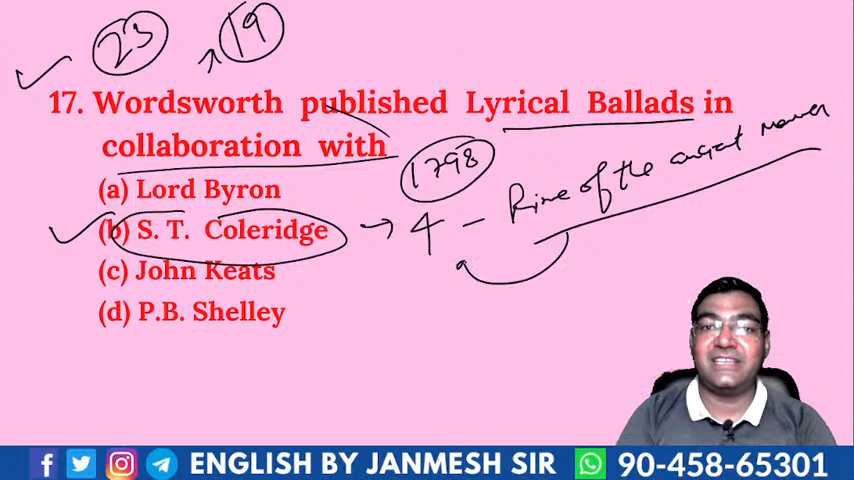 23 19
17. Wordsworth published Lyrical Ballads in
collaboration with
1798
(a) Lord Byron
(b) S. T. Coleridge
4 - Rime of the ancient mariner
(c) John Keats
(d) P.B. Shelley
ENGLISH BY JANMESH SIR 90-458-65301